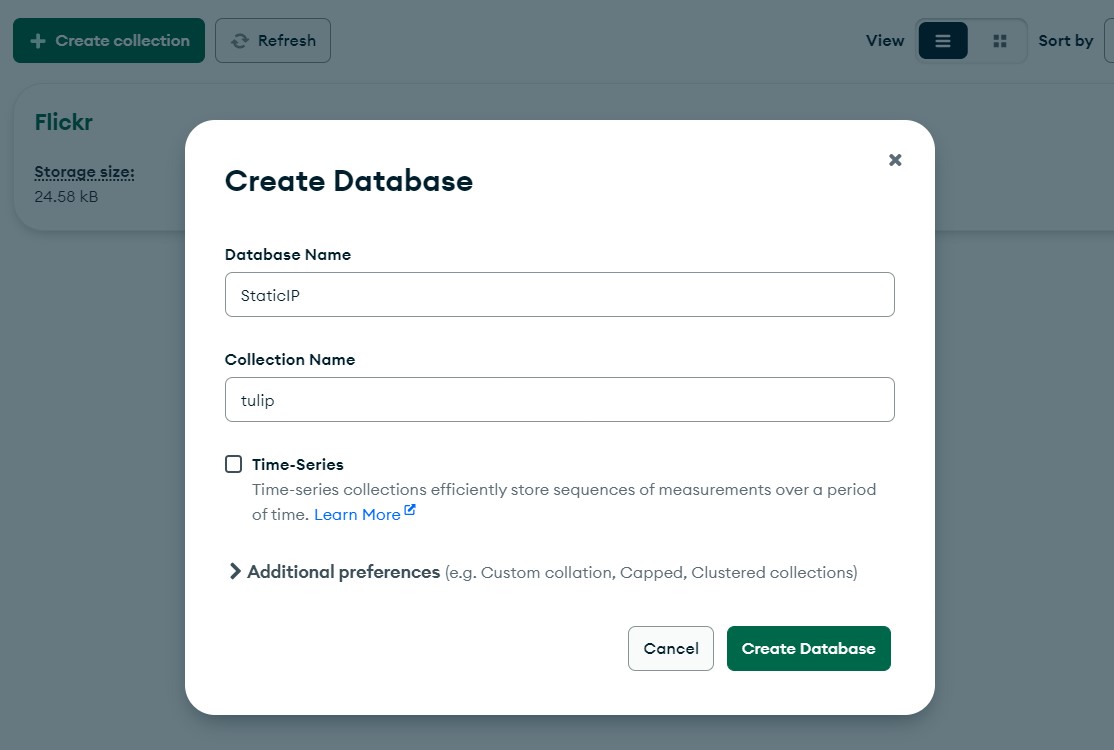 Create collection
Refresh
View
Sort by
Flickr
Storage size:
24.58 kB
Create Database
Database Name
StaticIP
Collection Name
tulip
Time-Series
Time-series collections efficiently store sequences of measurements over a period
of time. Learn More
Additional preferences (e.g. Custom collation, Capped, Clustered collections)
Cancel
Create Database